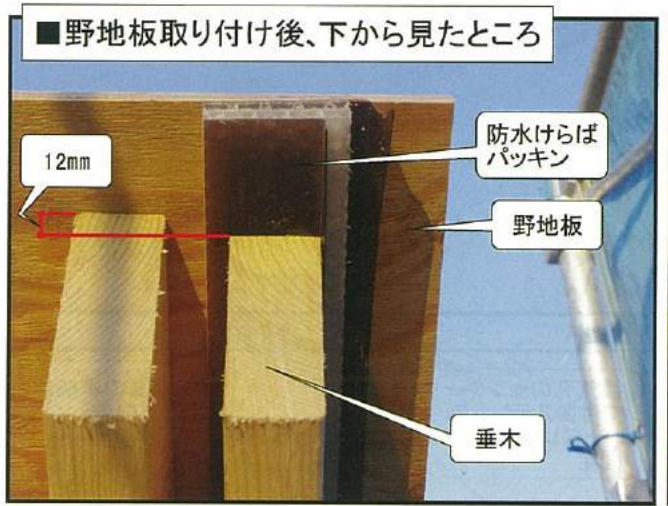 ■野地板取り付け後、下から見たところ
12mm
防水けらば
パッキン
野地板
垂木